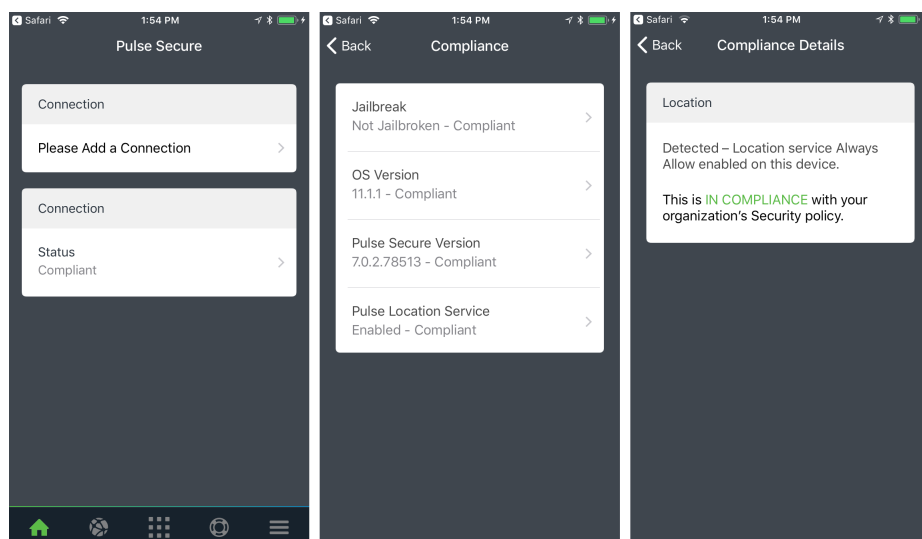 Safari 1:54 PM
Pulse Secure
Connection
Please Add a Connection
Connection
Status
Compliant
Safari 1:54 PM
Back Compliance
Jailbreak
Not Jailbroken - Compliant
OS Version
11.1.1 - Compliant
Pulse Secure Version
7.0.2.78513 - Compliant
Pulse Location Service
Enabled - Compliant
Safari 1:54 PM
Back Compliance Details
Location
Detected – Location service Always
Allow enabled on this device.
This is IN COMPLIANCE with your
organization's Security policy.